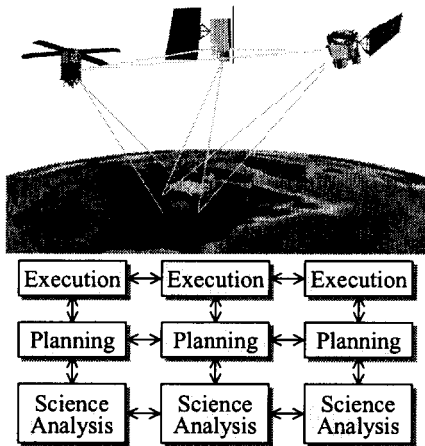 Execution Execution Execution
Planning Planning Planning
Science Science Science
Analysis Analysis Analysis